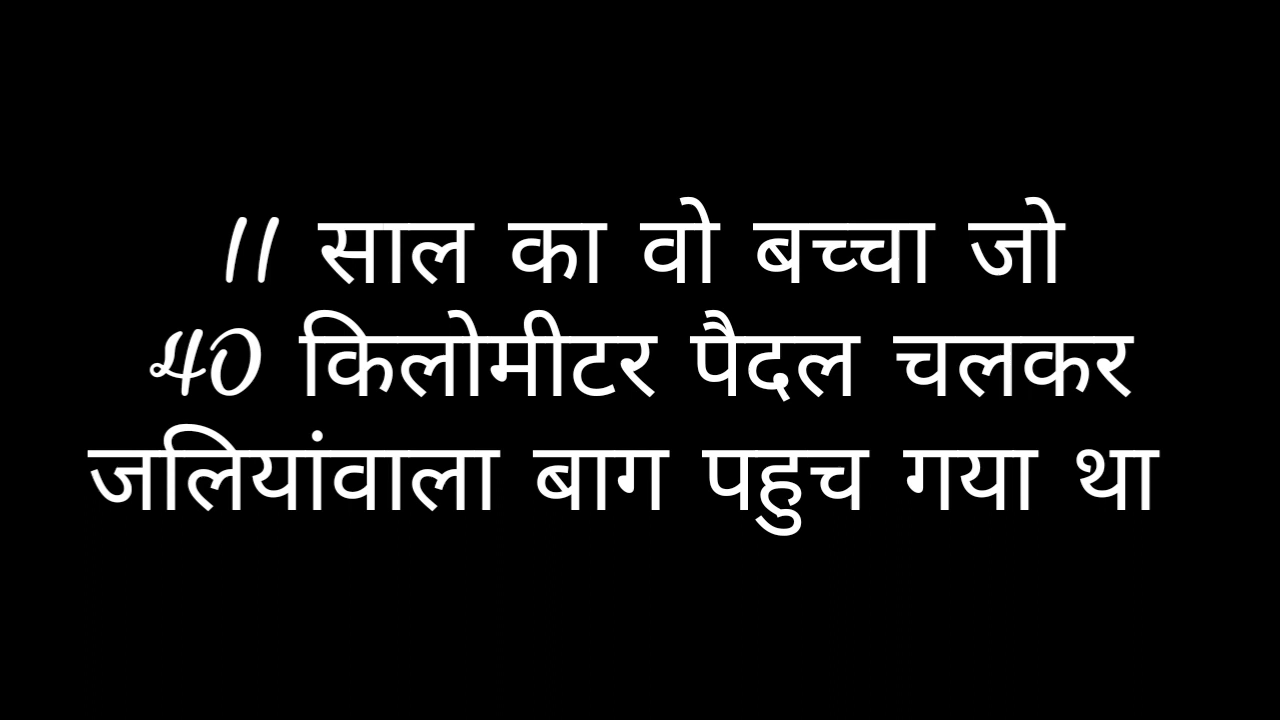 11 साल का वो बच्चा जो
40 किलोमीटर पैदल चलकर
जलियांवाला बाग पहुच गया था